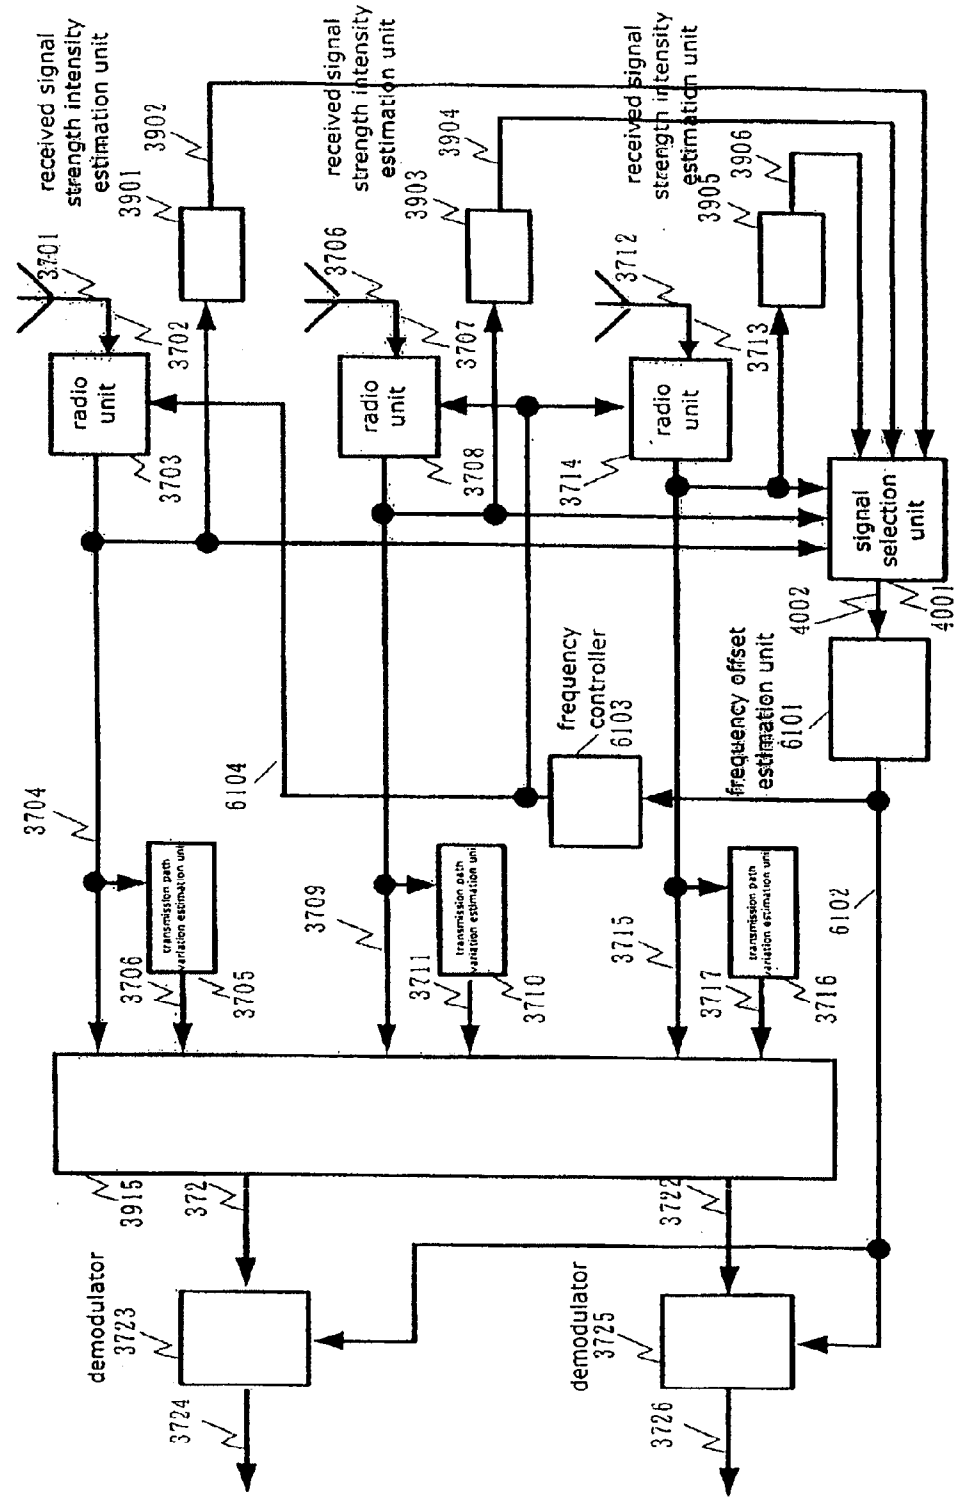 received signal
strength intensity
estimation unit
3902
3901
3701
3702
radio
unit
3703
received signal
strength intensity
estimation unit
3904
3903
3706
3707
radio
unit
3708
received signal
strength intensity
estimation unit
3906
3905
3712
3713
radio
unit
3714
signal
selection
unit
4001
4002
frequency offset
estimation unit
6101
frequency
controller
6103
6104
6102
3704
transmission path
variation estimation unit
3706
3705
3709
transmission path
variation estimation unit
3711
3710
3715
transmission path
variation estimation unit
3717
3716
3915
372
3722
demodulator
3723
3724
demodulator
3725
3726